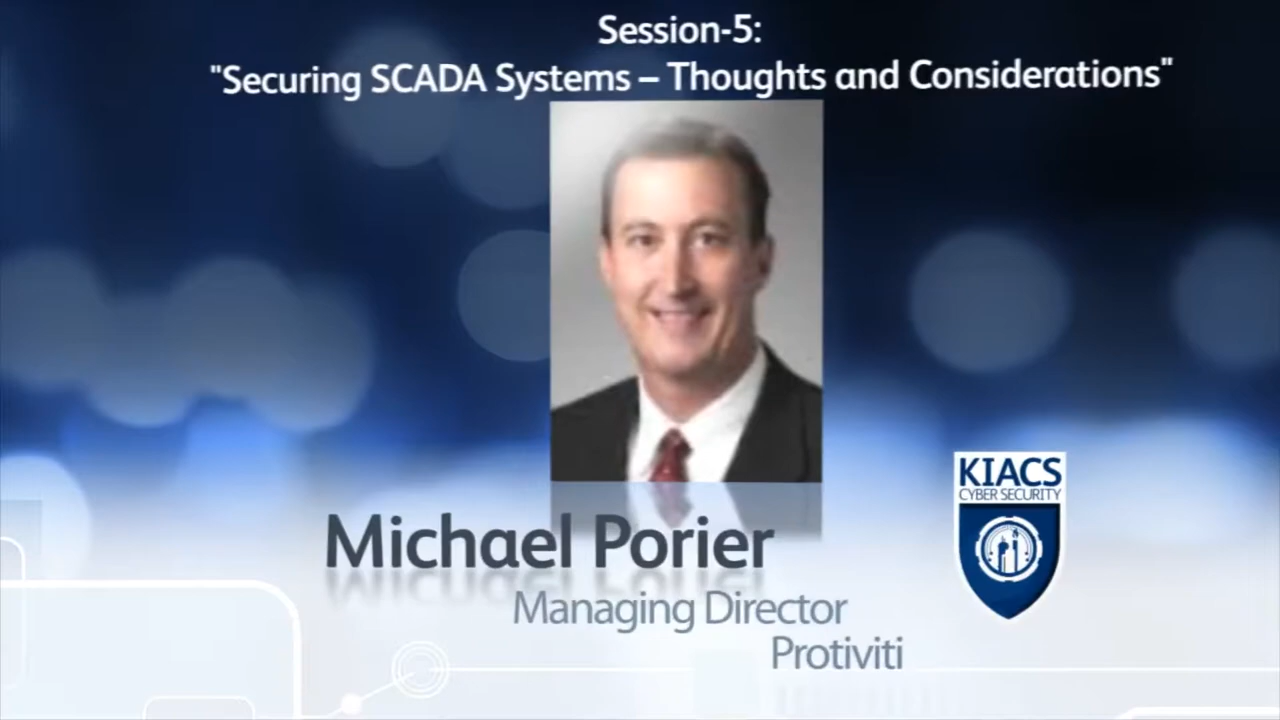 Session-5:
"Securing SCADA Systems – Thoughts and Considerations"
KIACS
CYBER SECURITY
Michael Porier
Managing Director
Protiviti